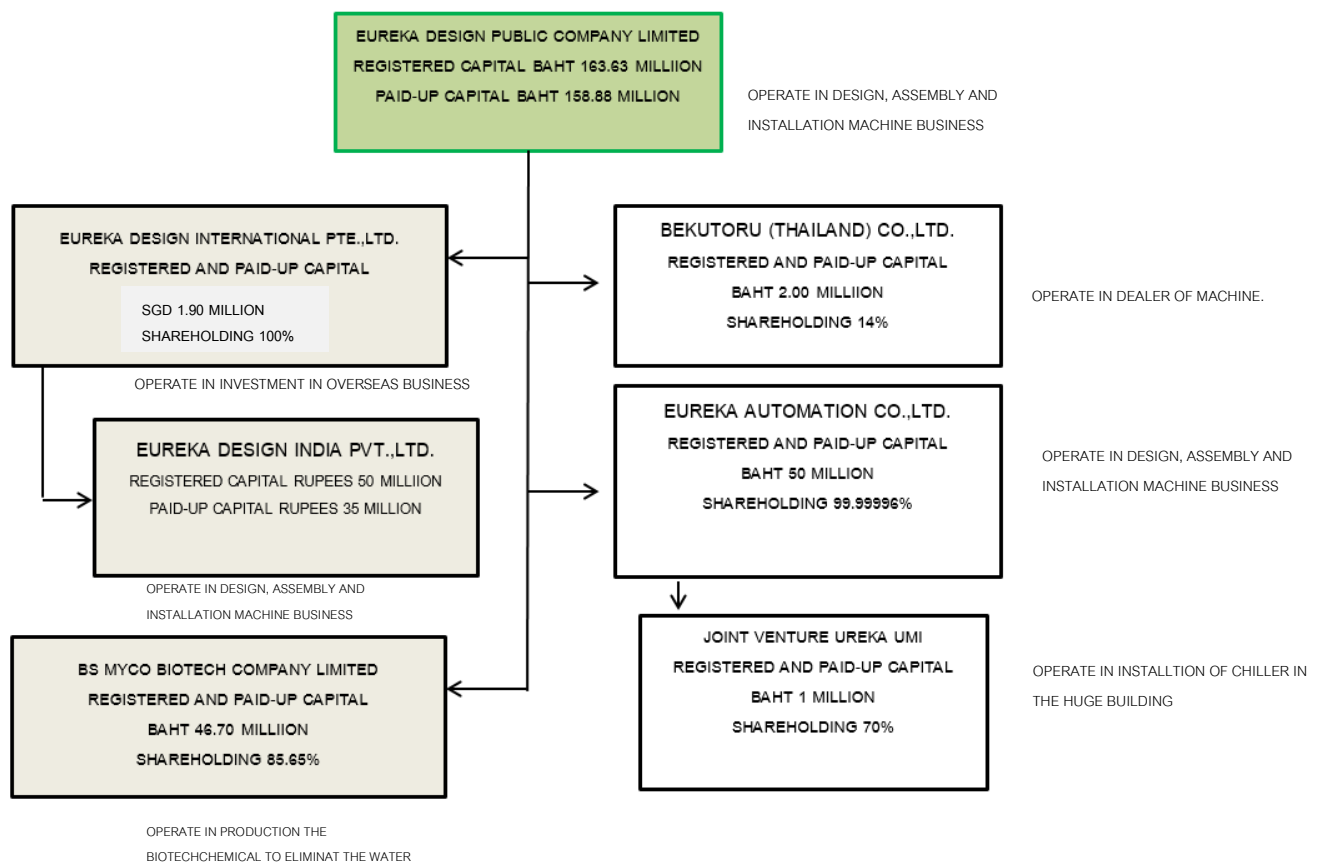 EUREKA DESIGN PUBLIC COMPANY LIMITED
REGISTERED CAPITAL BAHT 163.63 MILLIION
PAID-UP CAPITAL BAHT 158.88 MILLION
OPERATE IN DESIGN, ASSEMBLY AND
INSTALLATION MACHINE BUSINESS
EUREKA DESIGN INTERNATIONAL PTE.,LTD.
REGISTERED AND PAID-UP CAPITAL
SGD 1.90 MILLION
SHAREHOLDING 100%
OPERATE IN INVESTMENT IN OVERSEAS BUSINESS
BEKUTORU (THAILAND) CO.,LTD.
REGISTERED AND PAID-UP CAPITAL
BAHT 2.00 MILLIION
SHAREHOLDING 14%
OPERATE IN DEALER OF MACHINE.
EUREKA DESIGN INDIA PVT.,LTD.
REGISTERED CAPITAL RUPEES 50 MILLIION
PAID-UP CAPITAL RUPEES 35 MILLION
OPERATE IN DESIGN, ASSEMBLY AND
INSTALLATION MACHINE BUSINESS
EUREKA AUTOMATION CO.,LTD.
REGISTERED AND PAID-UP CAPITAL
BAHT 50 MILLION
SHAREHOLDING 99.99996%
OPERATE IN DESIGN, ASSEMBLY AND
INSTALLATION MACHINE BUSINESS
BS MYCO BIOTECH COMPANY LIMITED
REGISTERED AND PAID-UP CAPITAL
BAHT 46.70 MILLIION
SHAREHOLDING 85.65%
OPERATE IN PRODUCTION THE
BIOTECHCHEMICAL TO ELIMINAT THE WATER
JOINT VENTURE UREKA UMI
REGISTERED AND PAID-UP CAPITAL
BAHT 1 MILLION
SHAREHOLDING 70%
OPERATE IN INSTALLTION OF CHILLER IN
THE HUGE BUILDING